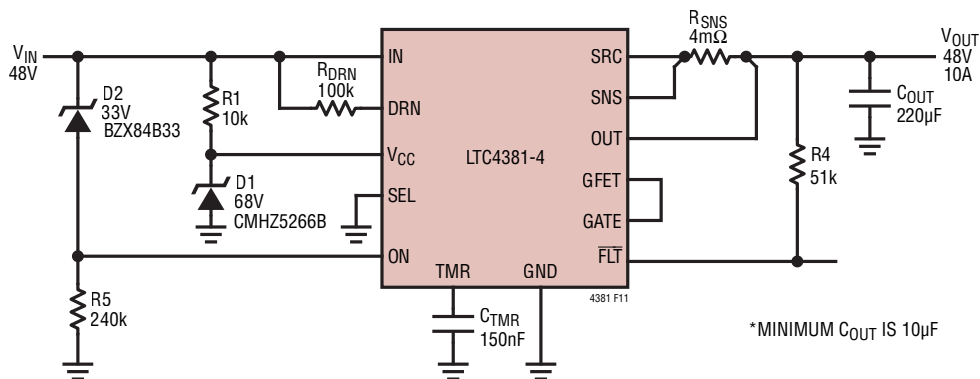 V_IN
48V
D2
33V
BZX84B33
R5
240k
R1
10k
D1
68V
CMHZ5266B
R_DRN
100k
IN
DRN
V_CC
SEL
ON
TMR
GND
LTC4381-4
SRC
SNS
OUT
GFET
GATE
FLT
C_TMR
150nF
4381 F11
R_SNS
4mΩ
R4
51k
C_OUT
220µF
V_OUT
48V
10A
*MINIMUM C_OUT IS 10µF